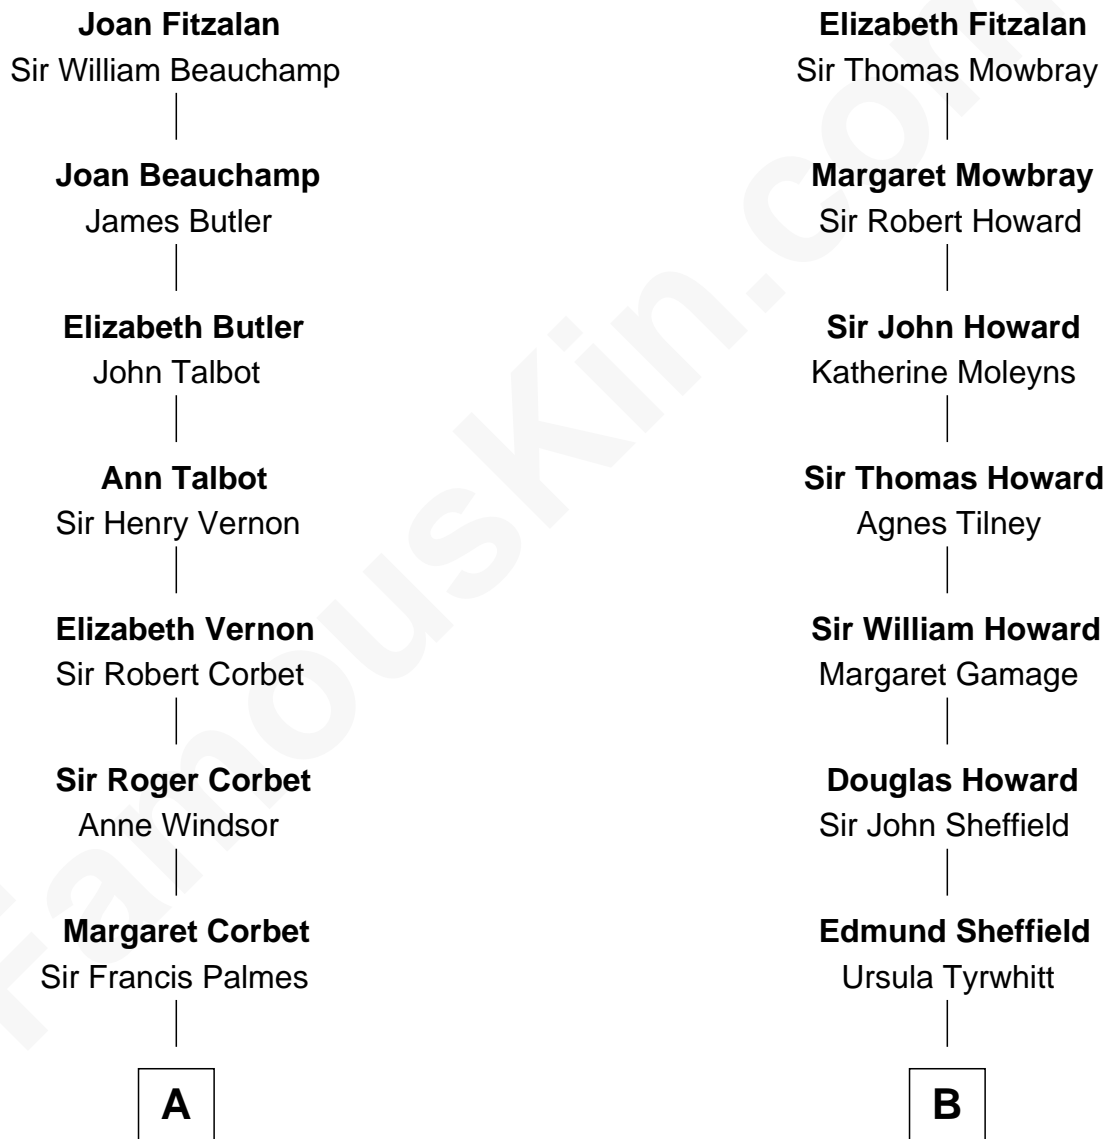 Joan Fitzalan
Sir William Beauchamp
Joan Beauchamp
James Butler
Elizabeth Butler
John Talbot
Ann Talbot
Sir Henry Vernon
Elizabeth Vernon
Sir Robert Corbet
Sir Roger Corbet
Anne Windsor
Margaret Corbet
Sir Francis Palmes
A
Elizabeth Fitzalan
Sir Thomas Mowbray
Margaret Mowbray
Sir Robert Howard
Sir John Howard
Katherine Moleyns
Sir Thomas Howard
Agnes Tilney
Sir William Howard
Margaret Gamage
Douglas Howard
Sir John Sheffield
Edmund Sheffield
Ursula Tyrwhitt
B
FamousKin.com